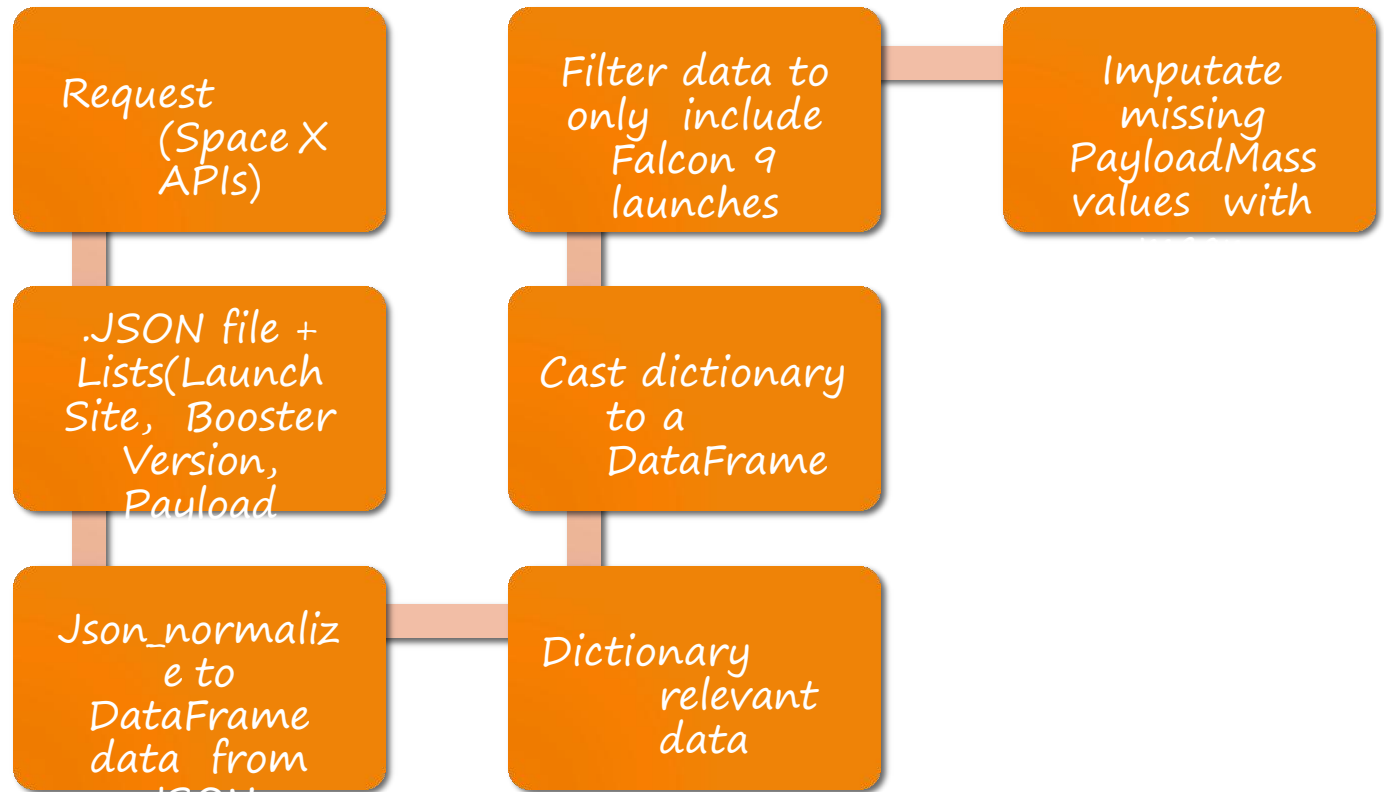 Request
(Space X
APIs)
.JSON file +
Lists(Launch
Site, Booster
Version,
Payload
Json_normaliz
e to
DataFrame
data from
Dictionary
relevant
data
Cast dictionary
to a
DataFrame
Filter data to
only include
Falcon 9
launches
Imputate
missing
PayloadMass
values with